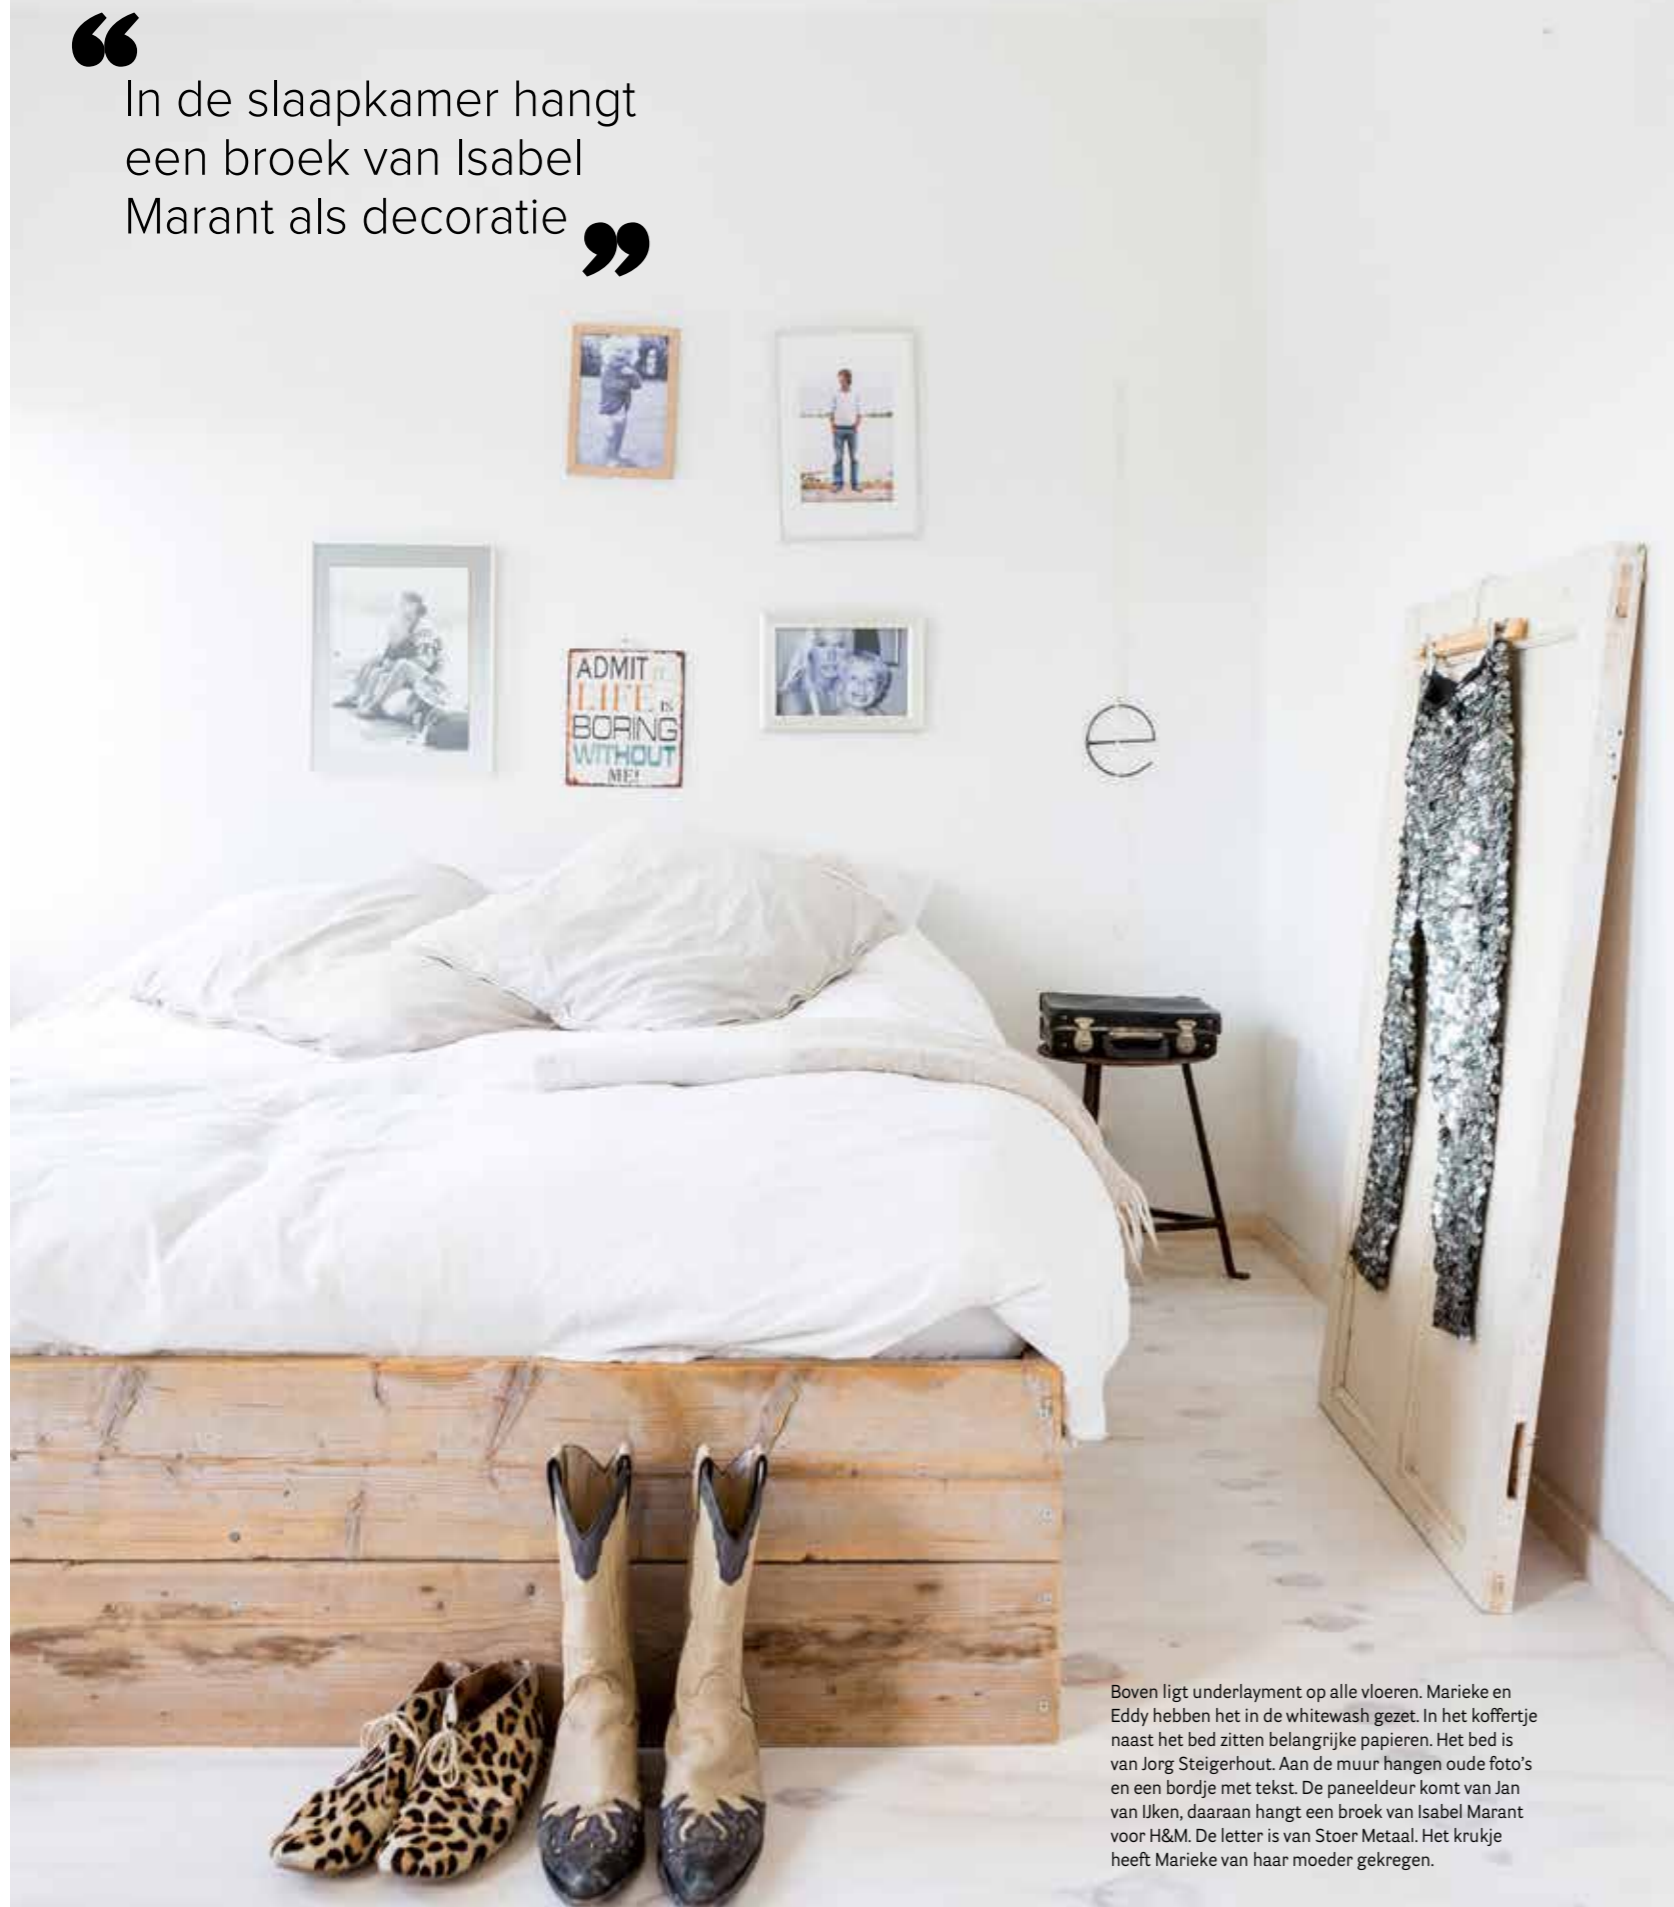 “
In de slaapkamer hangt
een broek van Isabel
Marant als decoratie ”
ADMIT IT
LIFE IS
BORING
WITHOUT
ME!
e
Boven ligt underlayment op alle vloeren. Marieke en
Eddy hebben het in de whitewash gezet. In het koffertje
naast het bed zitten belangrijke papieren. Het bed is
van Jorg Steigerhout. Aan de muur hangen oude foto’s
en een bordje met tekst. De paneeldeur komt van Jan
van IJken, daaraan hangt een broek van Isabel Marant
voor H&M. De letter is van Stoer Metaal. Het krukje
heeft Marieke van haar moeder gekregen.